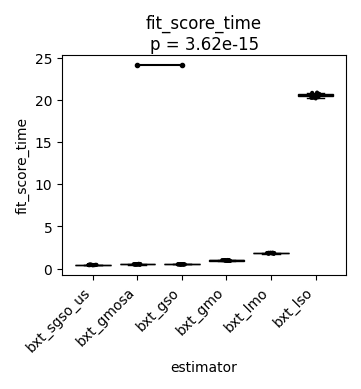 fit_score_time
p = 3.62e-15
25
20
15
10
5
0
fit_score_time
bxt_sgso_us
bxt_gmosa
bxt_gso
bxt_gmo
bxt_lmo
bxt_lso
estimator